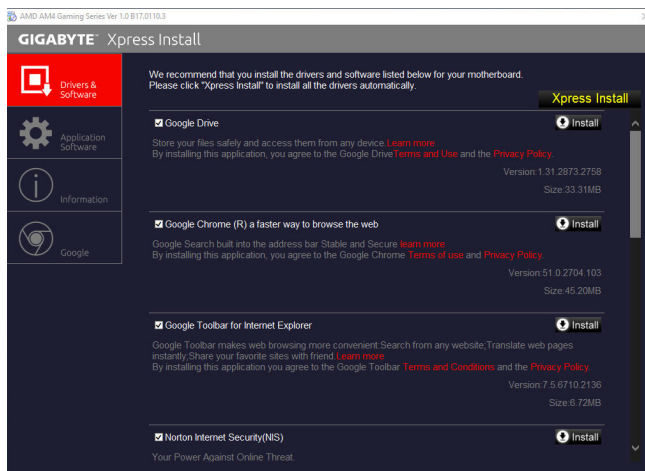 AMD AM4 Gaming Series Ver 1.0 B17.0110.3
GIGABYTE™ Xpress Install
Drivers &
Software
Application
Software
Information
Google
We recommend that you install the drivers and software listed below for your motherboard.
Please click "Xpress Install" to install all the drivers automatically.
Xpress Install
Google Drive
Install
Store your files safely and access them from any device.Learn more
By installing this application, you agree to the Google DriveTerms and Use and the Privacy Policy.
Version:1.31.2873.2758
Size:33.31MB
Google Chrome (R) a faster way to browse the web
Install
Google Search built into the address bar Stable and Secure learn more
By installing this application, you agree to the Google Chrome Terms of use and Privacy Policy.
Version:51.0.2704.103
Size:45.20MB
Google Toolbar for Internet Explorer
Install
Google Toolbar makes web browsing more convenient:Search from any website;Translate web pages
instantly;Share your favorite sites with friend.Learn more
By installing this application you agree to the Google Toolbar Terms and Conditions and the Privacy Policy.
Version:7.5.6710.2136
Size:6.72MB
Norton Internet Security(NIS)
Install
Your Power Against Online Threat.